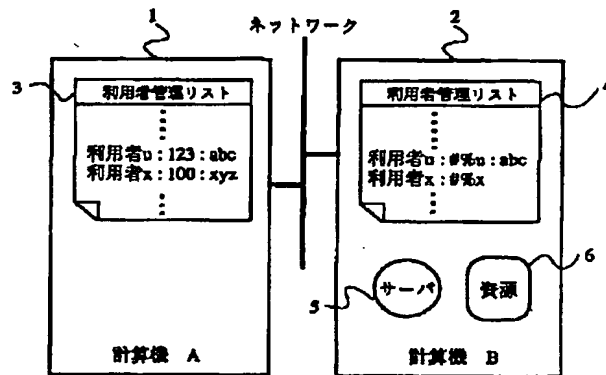 1
ネットワーク
2
3
利用者管理リスト
利用者u:123:abc
利用者x:100:xyz
計算機 A
利用者管理リスト
4
利用者u:#%u:abc
利用者x:#%x
サーバ
5
資源
6
計算機 B